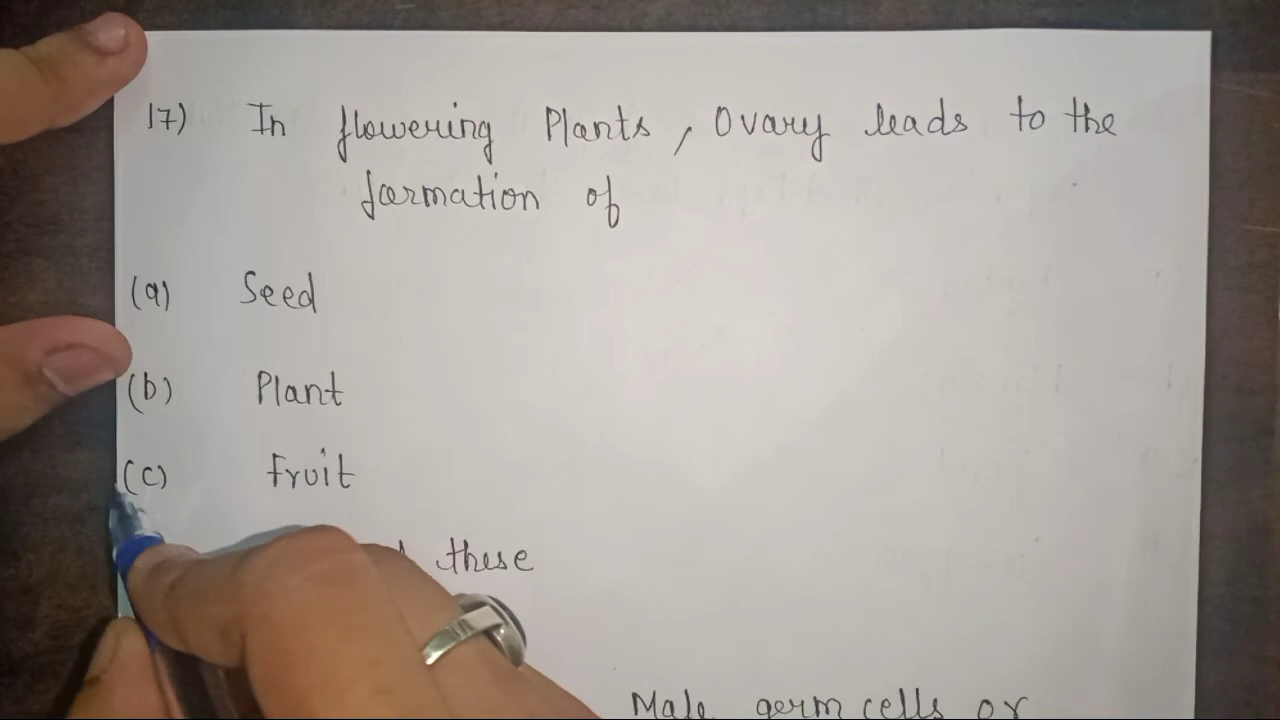 17) In flowering Plants, Ovary leads to the
formation of
(a) Seed
(b) Plant
(c) Fruit
these
Male germ cells or